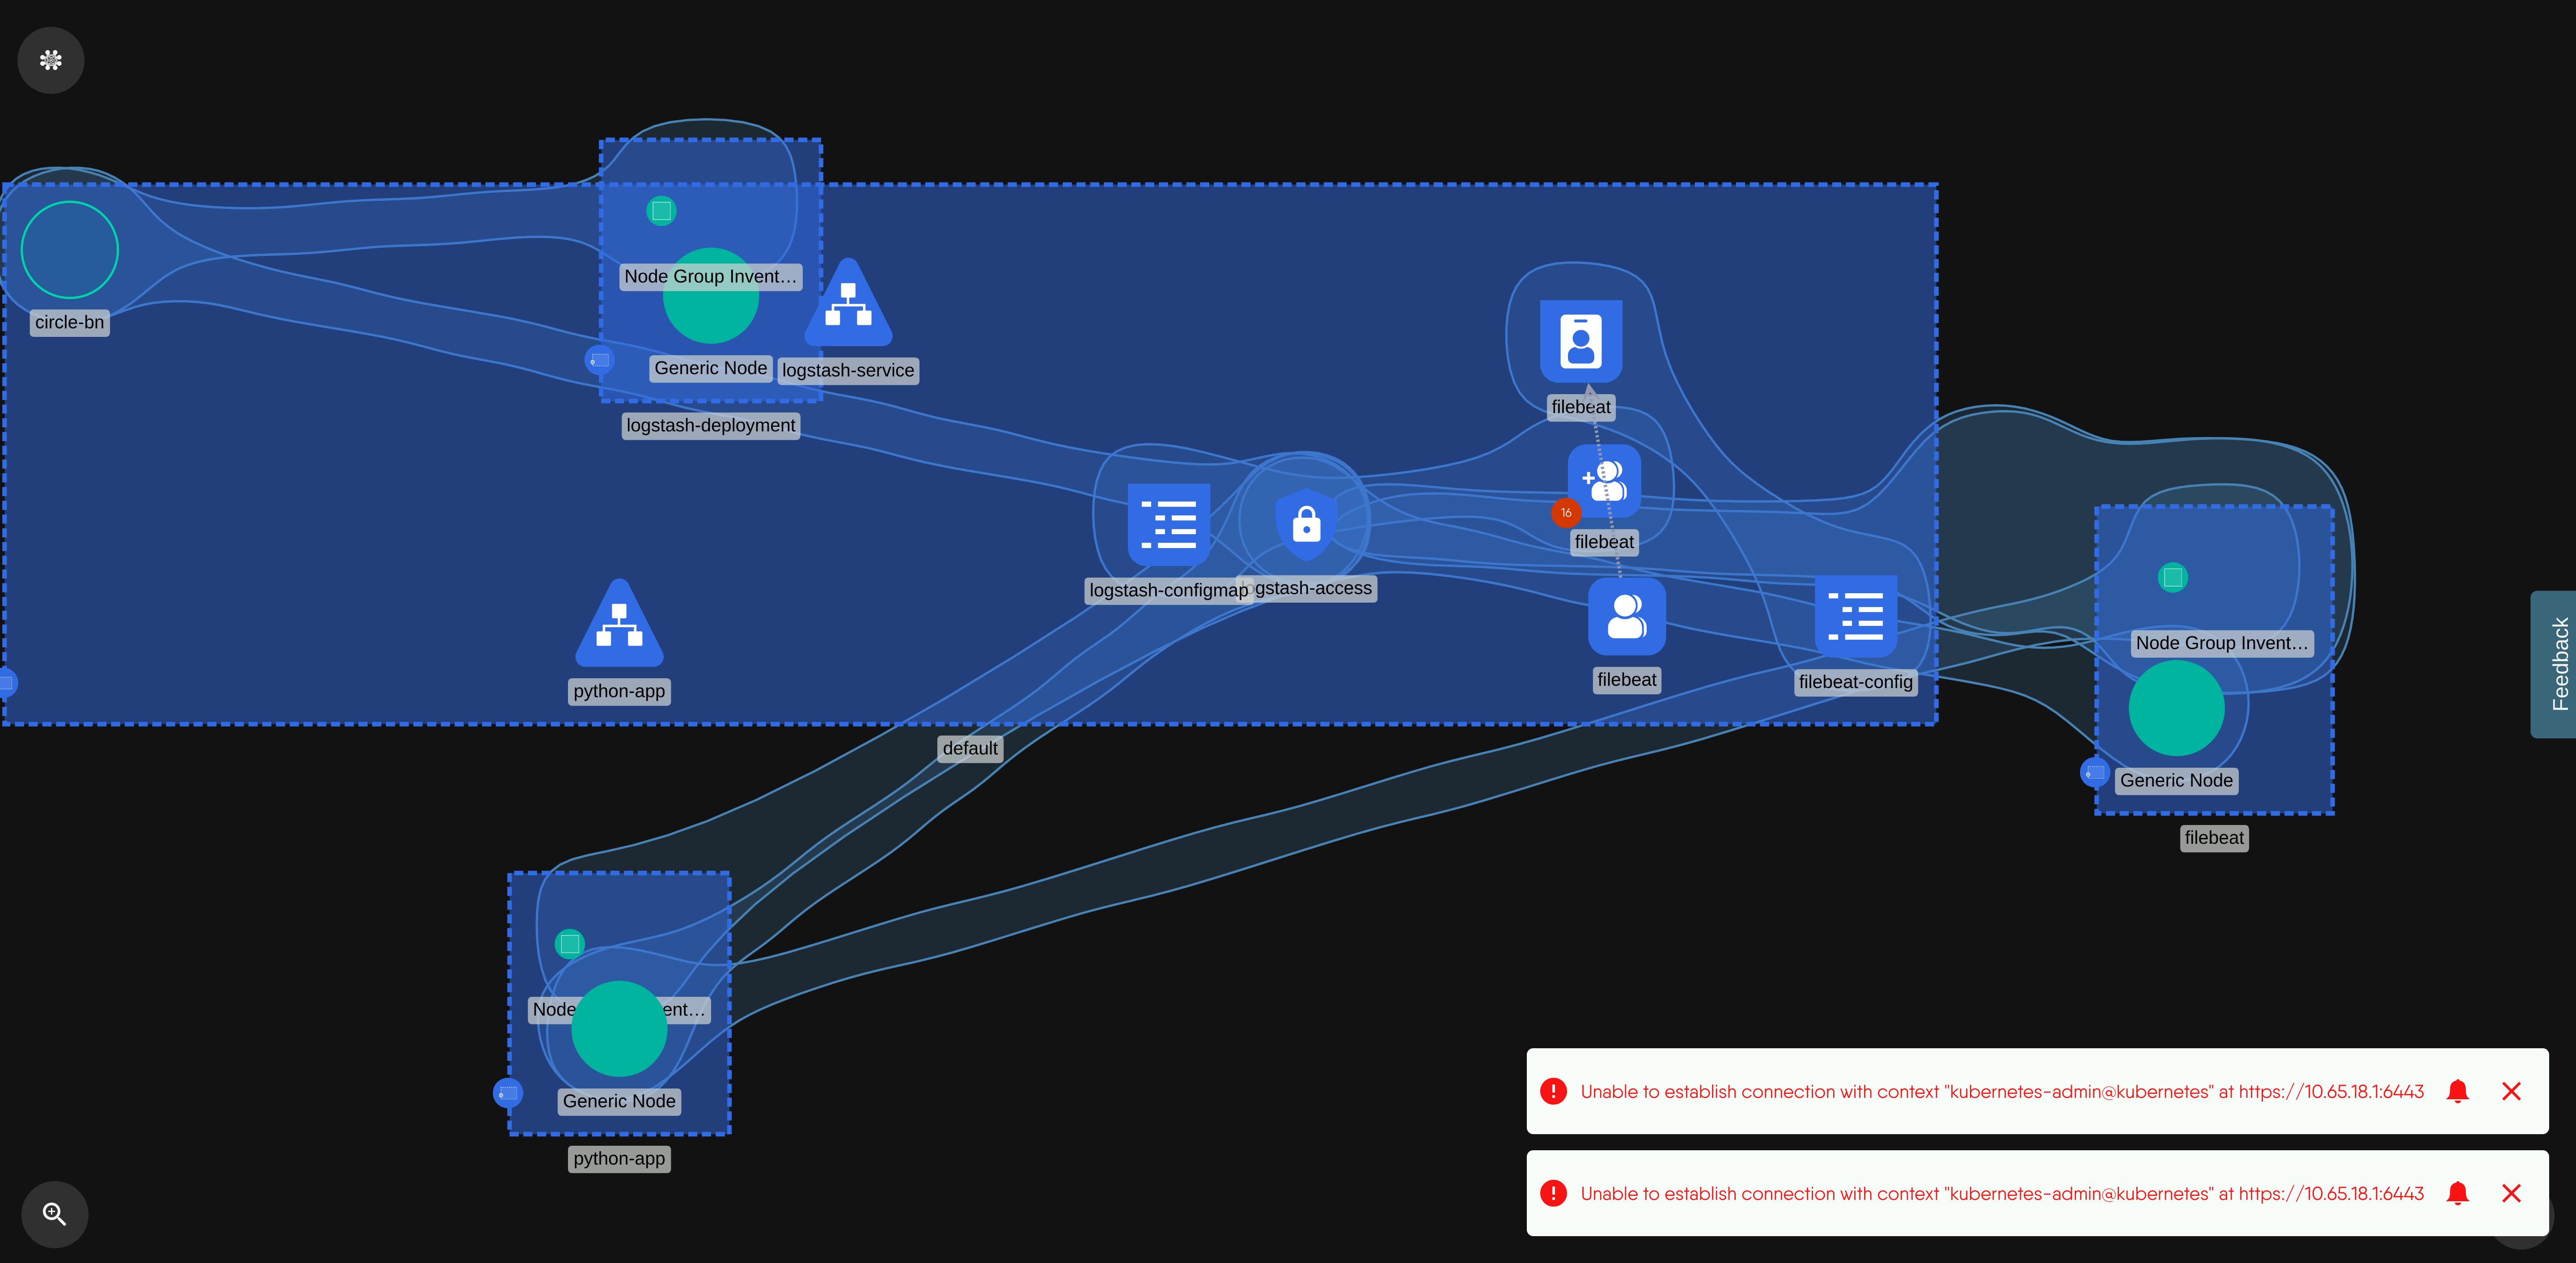 circle-bn
Node Group Invent...
Generic Node
logstash-service
logstash-deployment
filebeat
16
filebeat
logstash-configmap
gstash-access
filebeat
filebeat-config
python-app
default
Node Group Invent...
Generic Node
filebeat
Feedback
Node ent...
Generic Node
python-app
Unable to establish connection with context "kubernetes-admin@kubernetes" at https://10.65.18.1:6443
Unable to establish connection with context "kubernetes-admin@kubernetes" at https://10.65.18.1:6443